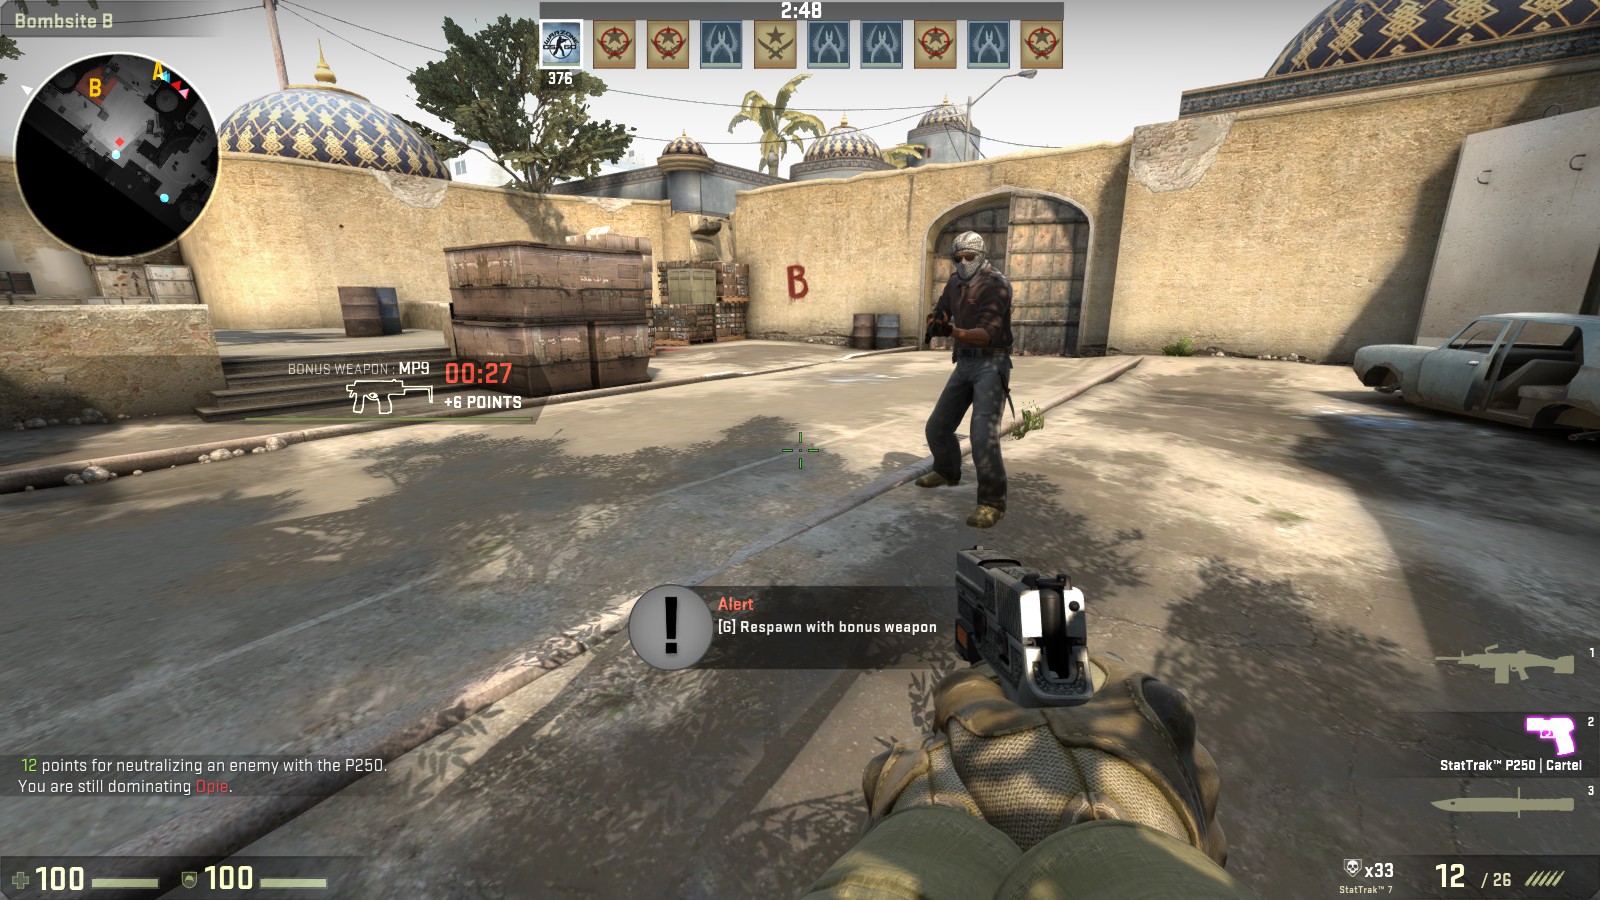 Bombsite B
2:48
376
A
B
B
BONUS WEAPON : MP9
00:27
+6 POINTS
Alert
[G] Respawn with bonus weapon
1
2
StatTrak™ P250 | Cartel
3
12 points for neutralizing an enemy with the P250.
You are still dominating Opie.
100
100
x33
StatTrak™ 7
12 / 26